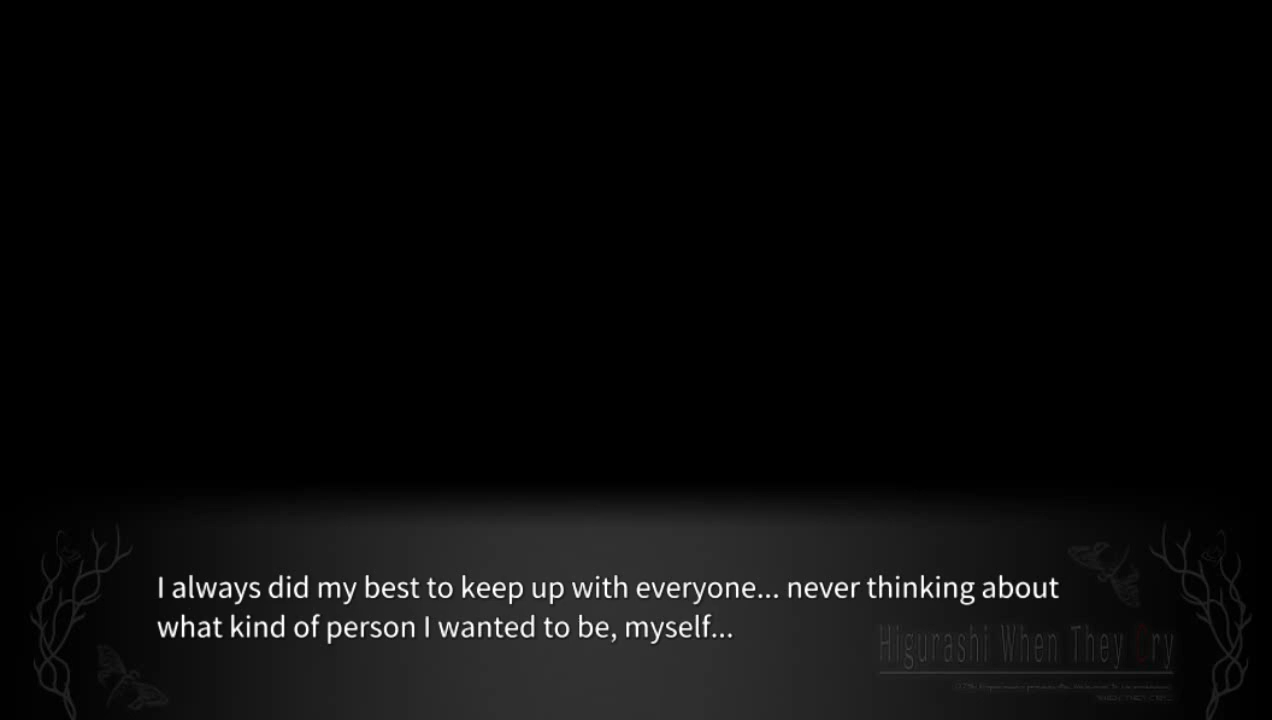 I always did my best to keep up with everyone... never thinking about
what kind of person I wanted to be, myself...
Higurashi When They Cry